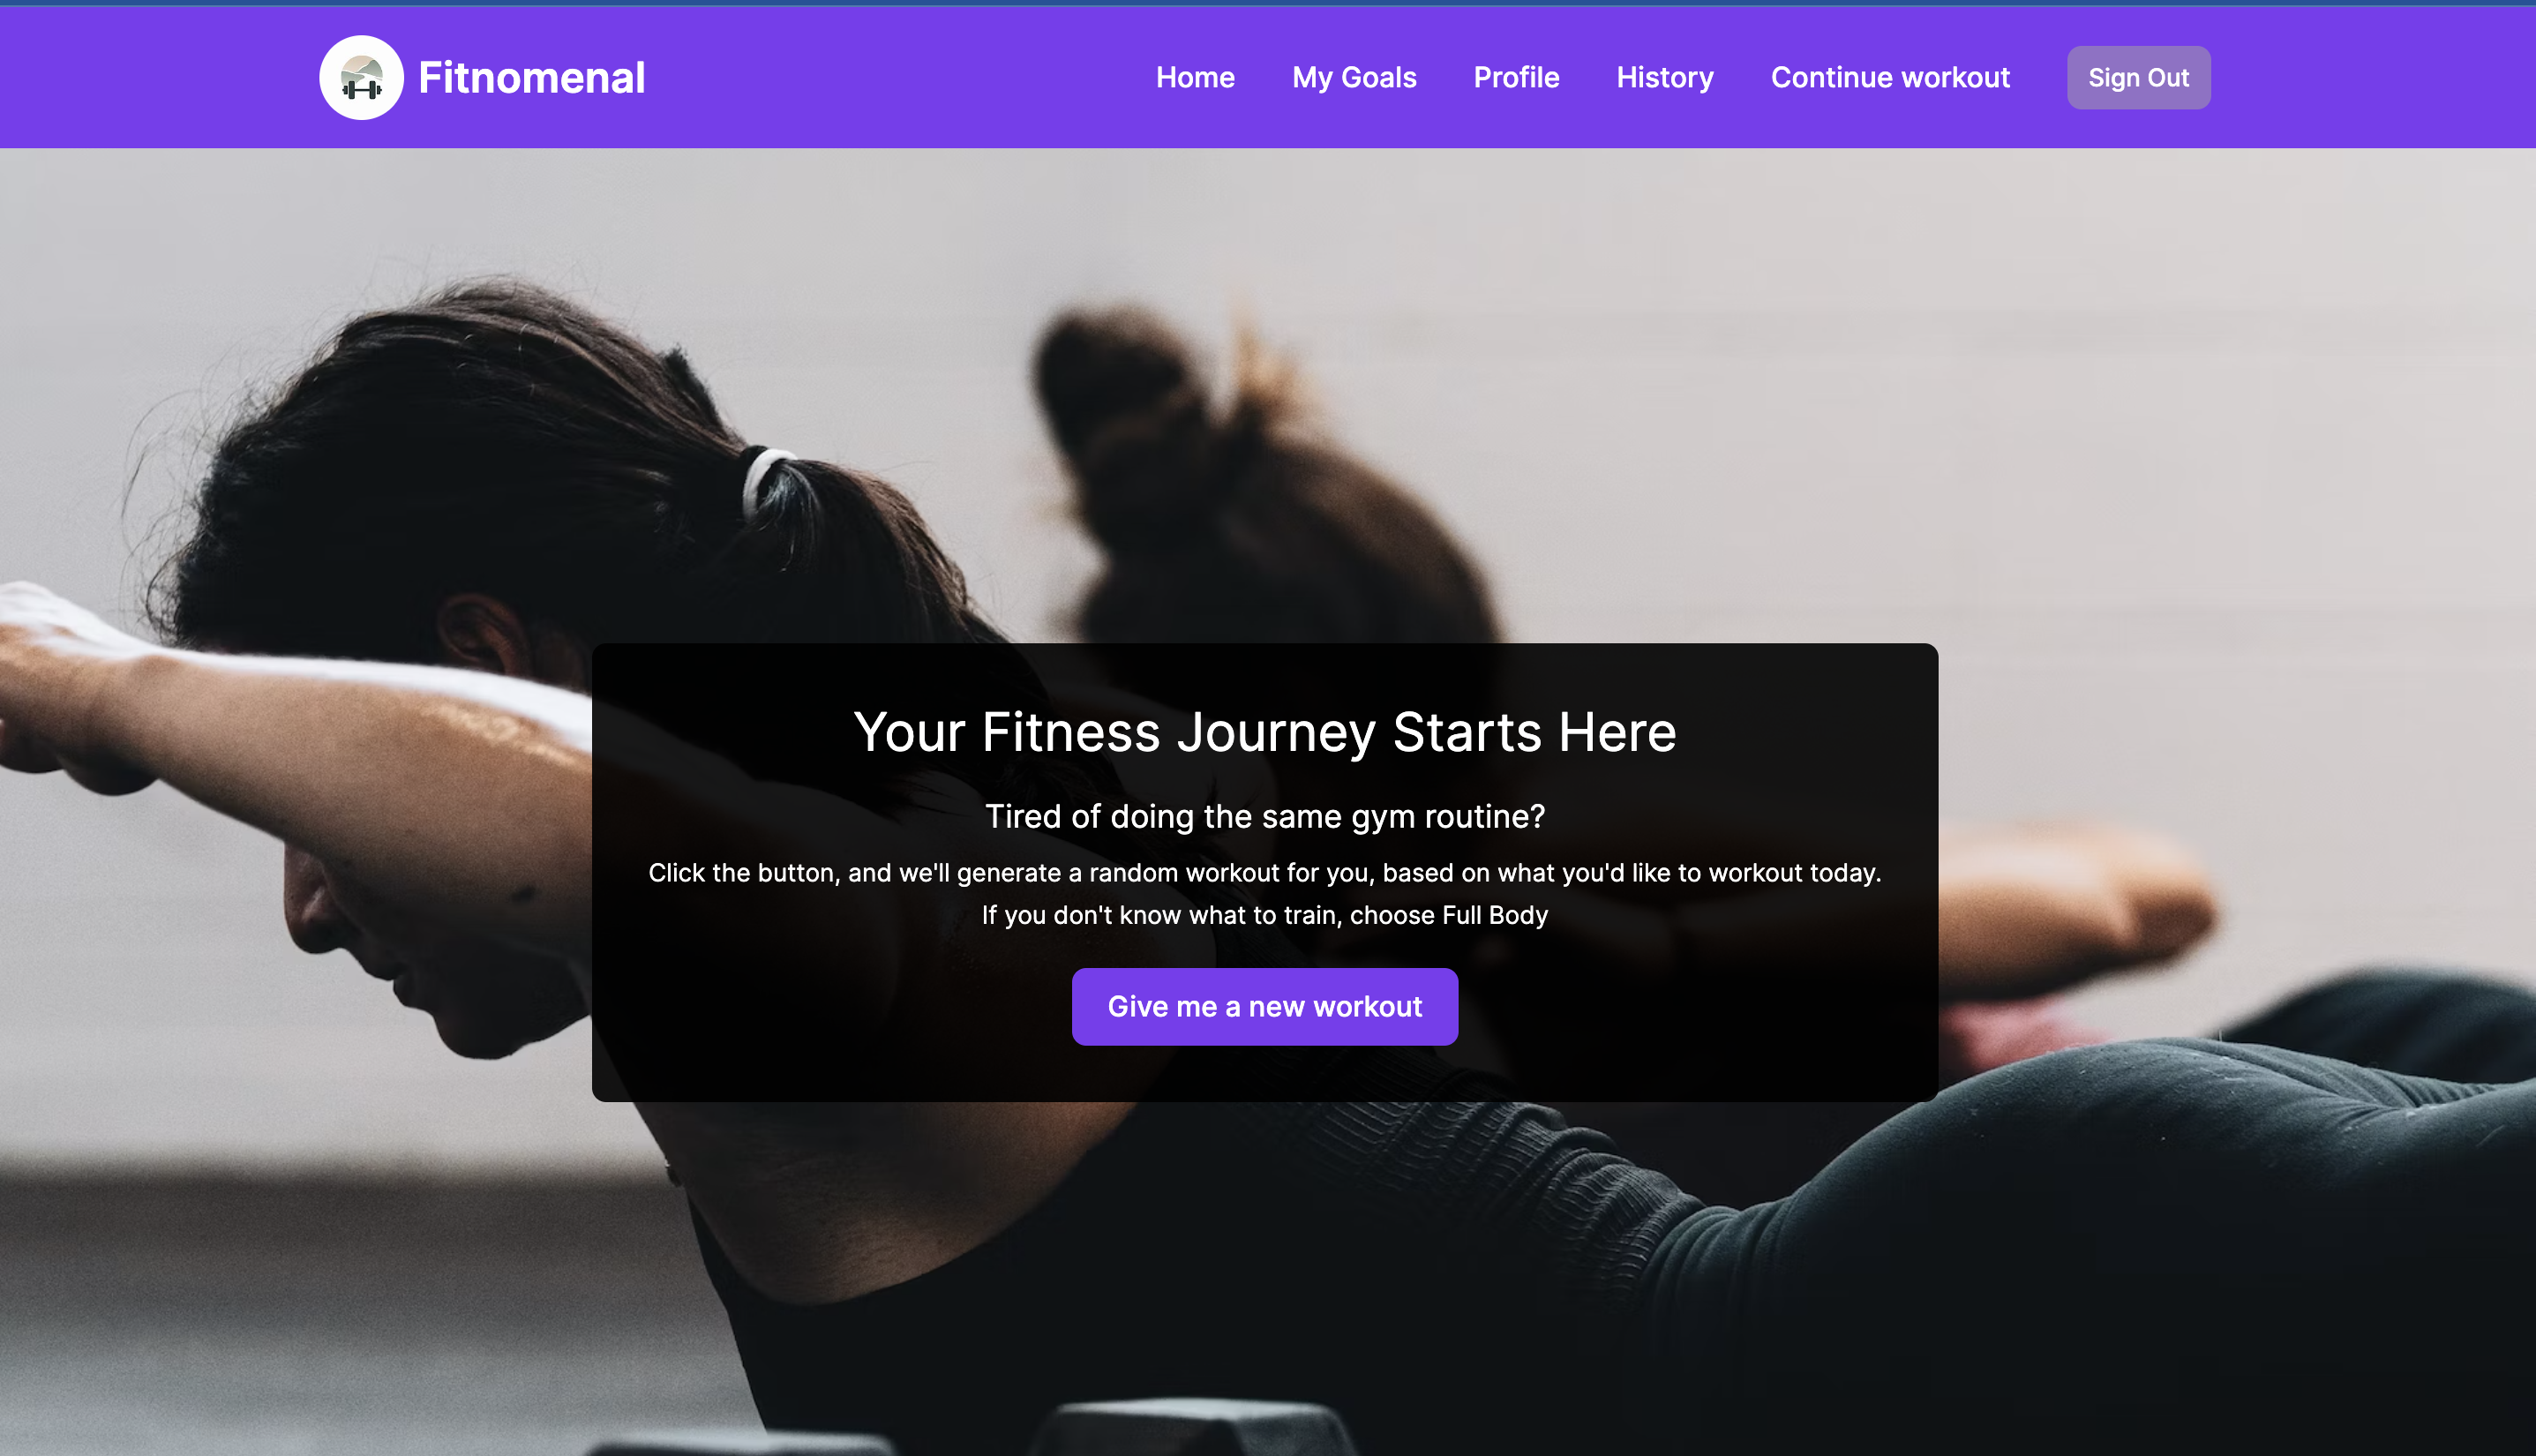 Fitnomenal
Home
My Goals
Profile
History
Continue workout
Sign Out
Your Fitness Journey Starts Here
Tired of doing the same gym routine?
Click the button, and we'll generate a random workout for you, based on what you'd like to workout today.
If you don't know what to train, choose Full Body
Give me a new workout